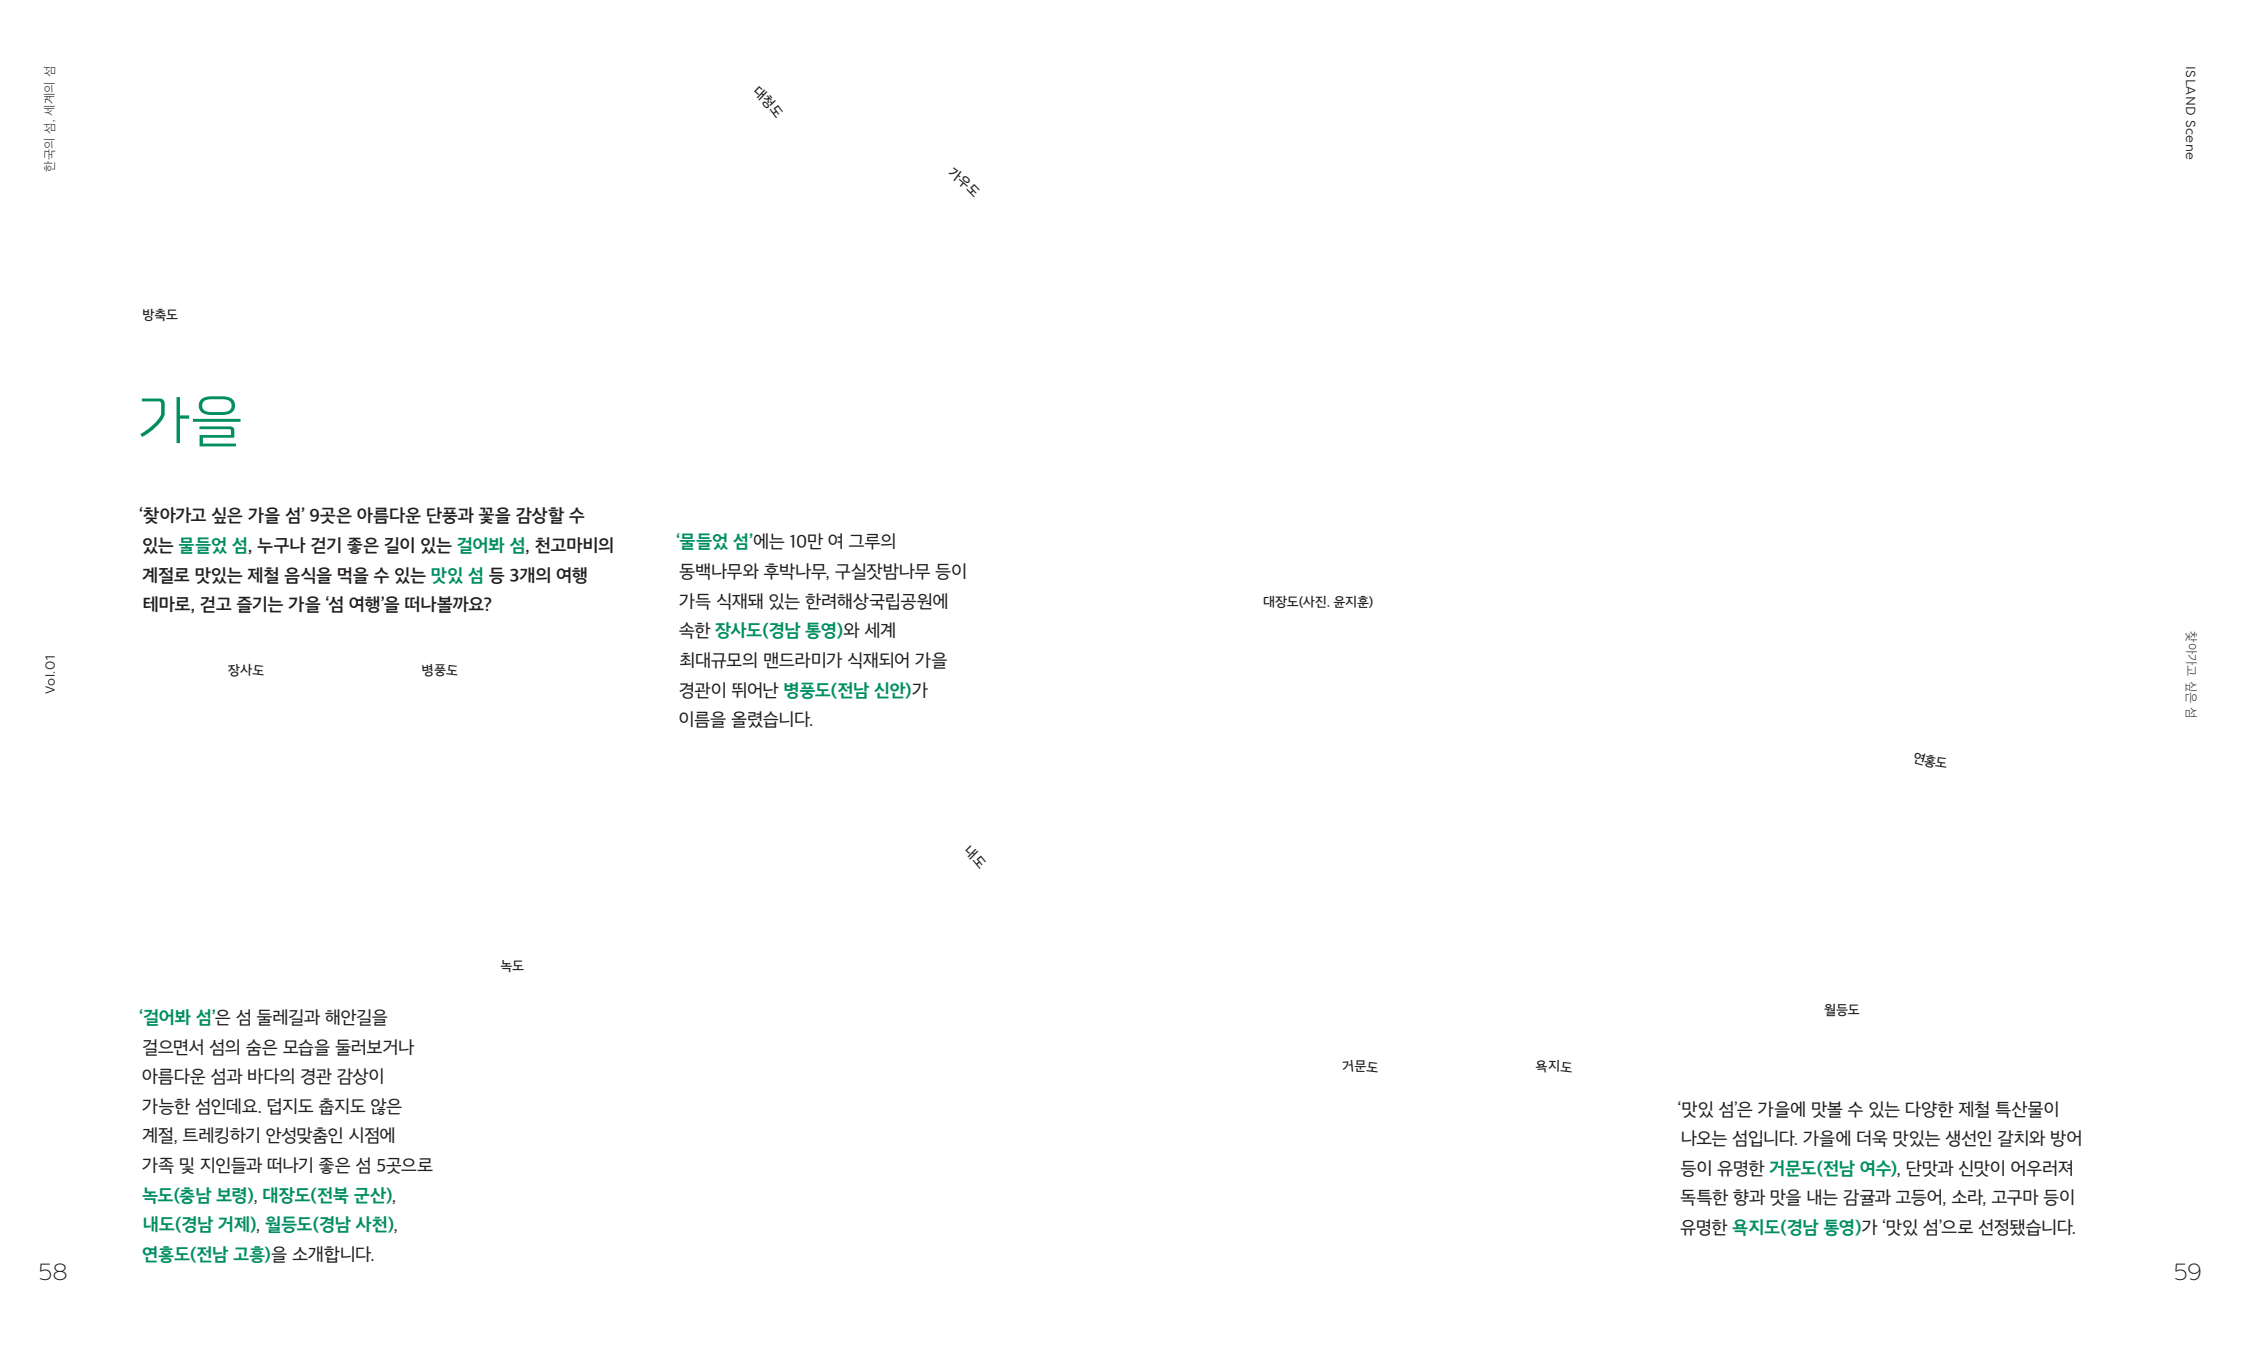 한국의 섬, 세계의 섬
Vol.01
58
대청도
가우도
방축도
가을
‘찾아가고 싶은 가을 섬’ 9곳은 아름다운 단풍과 꽃을 감상할 수
있는 물들었 섬, 누구나 걷기 좋은 길이 있는 걸어봐 섬, 천고마비의
계절로 맛있는 제철 음식을 먹을 수 있는 맛있 섬 등 3개의 여행
테마로, 걷고 즐기는 가을 ‘섬 여행’을 떠나볼까요?
장사도
병풍도
‘물들었 섬’에는 10만 여 그루의
동백나무와 후박나무, 구실잣밤나무 등이
가득 식재돼 있는 한려해상국립공원에
속한 장사도(경남 통영)와 세계
최대규모의 맨드라미가 식재되어 가을
경관이 뛰어난 병풍도(전남 신안)가
이름을 올렸습니다.
내도
녹도
‘걸어봐 섬’은 섬 둘레길과 해안길을
걸으면서 섬의 숨은 모습을 둘러보거나
아름다운 섬과 바다의 경관 감상이
가능한 섬인데요. 덥지도 춥지도 않은
계절, 트레킹하기 안성맞춤인 시점에
가족 및 지인들과 떠나기 좋은 섬 5곳으로
녹도(충남 보령), 대장도(전북 군산),
내도(경남 거제), 월등도(경남 사천),
연홍도(전남 고흥)을 소개합니다.
대장도(사진. 윤지훈)
연홍도
월등도
거문도
욕지도
‘맛있 섬’은 가을에 맛볼 수 있는 다양한 제철 특산물이
나오는 섬입니다. 가을에 더욱 맛있는 생선인 갈치와 방어
등이 유명한 거문도(전남 여수), 단맛과 신맛이 어우러져
독특한 향과 맛을 내는 감귤과 고등어, 소라, 고구마 등이
유명한 욕지도(경남 통영)가 ‘맛있 섬’으로 선정됐습니다.
ISLAND Scene
찾아가고 싶은 섬
59